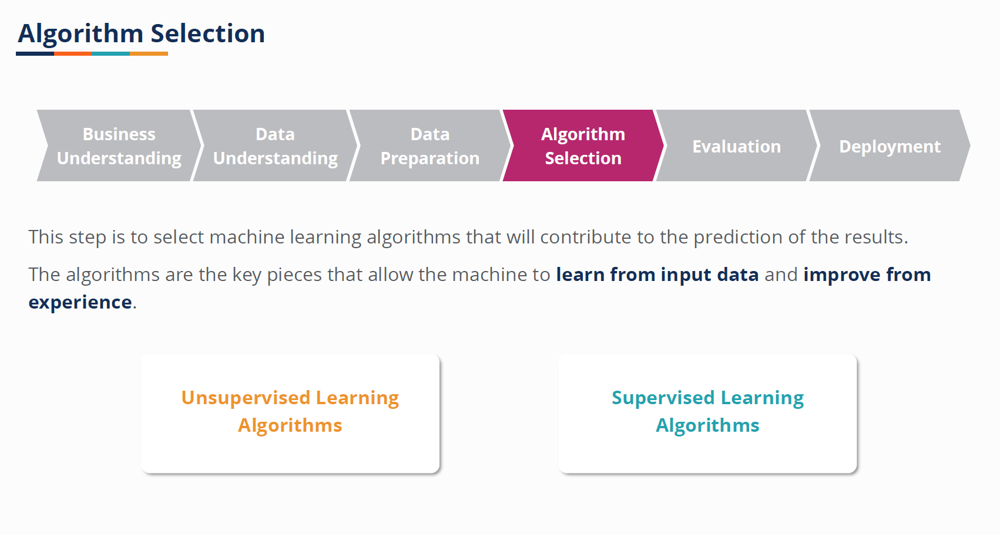 Algorithm Selection
Business
Understanding
Data
Understanding
Data
Preparation
Algorithm
Selection
Evaluation
Deployment
This step is to select machine learning algorithms that will contribute to the prediction of the results.
The algorithms are the key pieces that allow the machine to learn from input data and improve from
experience.
Unsupervised Learning
Algorithms
Supervised Learning
Algorithms